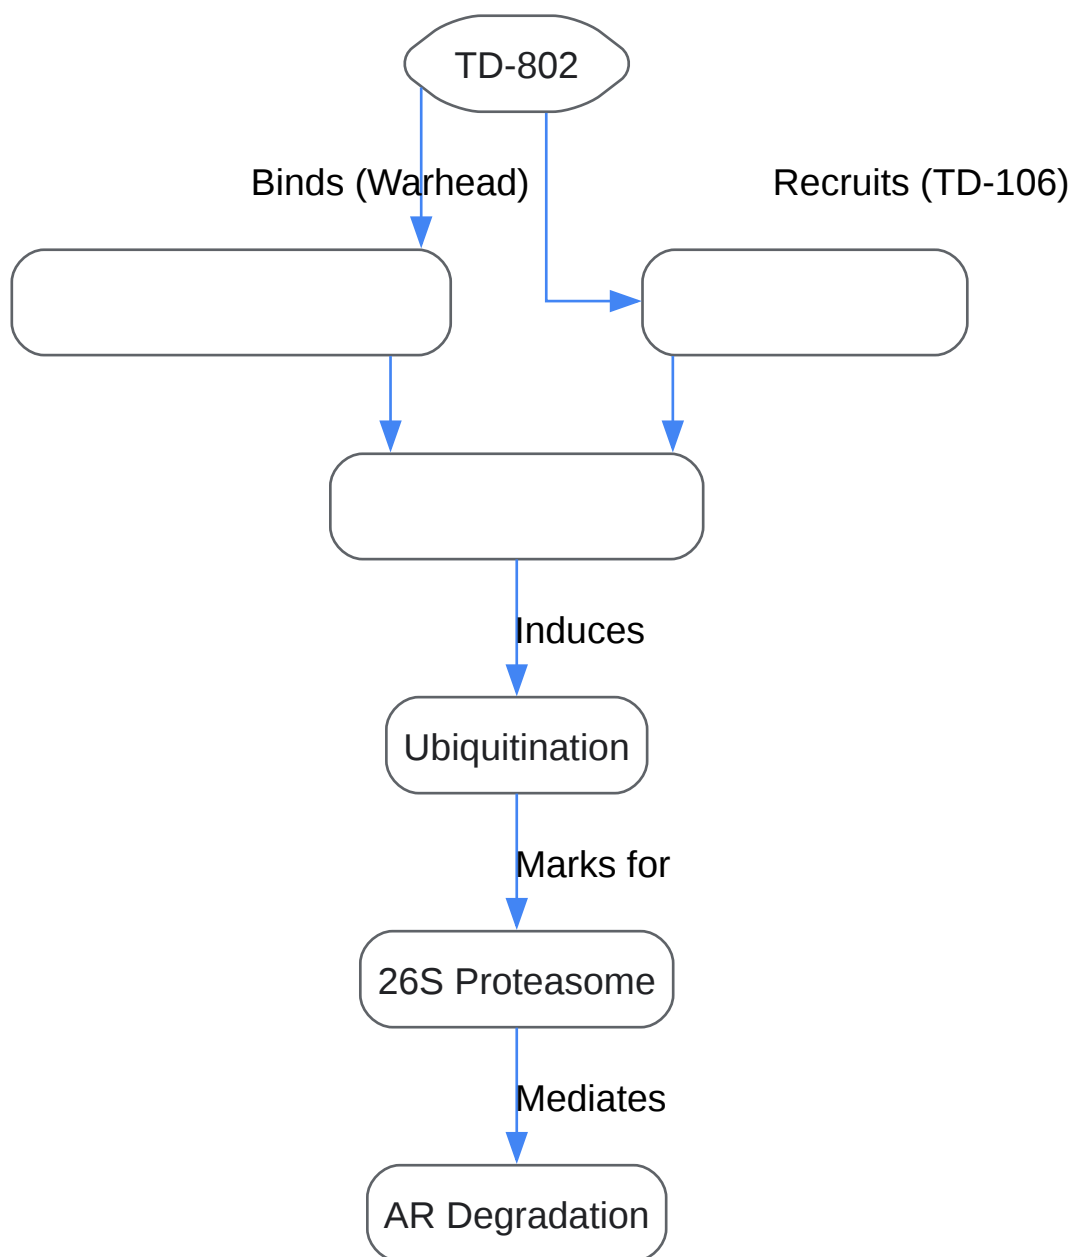 TD-802
Binds (Warhead)
Recruits (TD-106)
Induces
Ubiquitination
Marks for
26S Proteasome
Mediates
AR Degradation